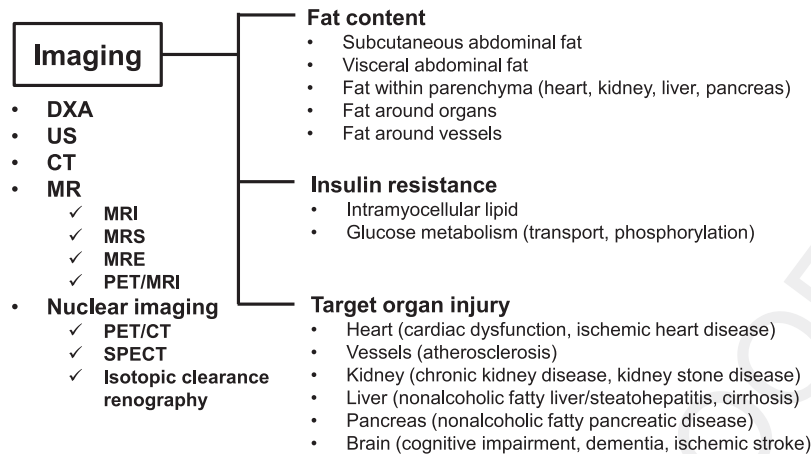 Imaging
• DXA
• US
• CT
• MR
✓ MRI
✓ MRS
✓ MRE
✓ PET/MRI
• Nuclear imaging
✓ PET/CT
✓ SPECT
✓ Isotopic clearance
renography
Fat content
• Subcutaneous abdominal fat
• Visceral abdominal fat
• Fat within parenchyma (heart, kidney, liver, pancreas)
• Fat around organs
• Fat around vessels
Insulin resistance
• Intramyocellular lipid
• Glucose metabolism (transport, phosphorylation)
Target organ injury
• Heart (cardiac dysfunction, ischemic heart disease)
• Vessels (atherosclerosis)
• Kidney (chronic kidney disease, kidney stone disease)
• Liver (nonalcoholic fatty liver/steatohepatitis, cirrhosis)
• Pancreas (nonalcoholic fatty pancreatic disease)
• Brain (cognitive impairment, dementia, ischemic stroke)